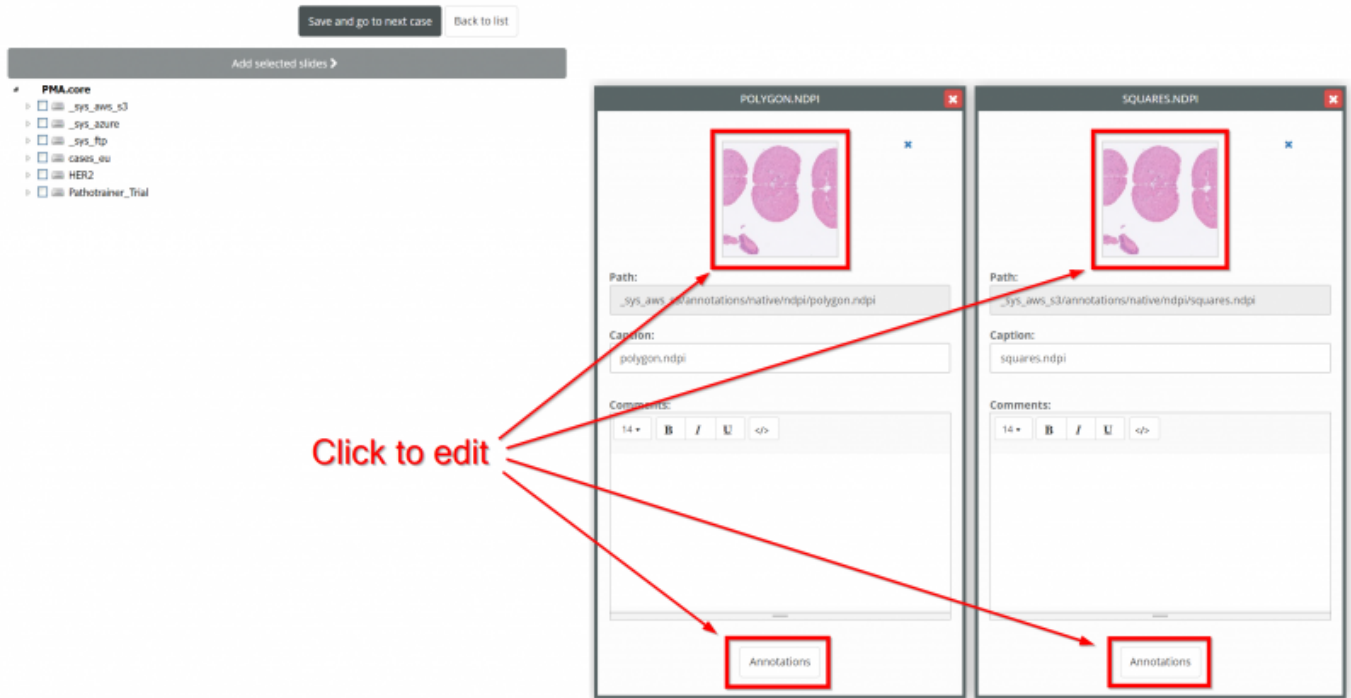 Save and go to next case
Back to list
Add selected slides
PMA.core
_sys_aws_s3
_sys_azure
_sys_ftp
cases_eu
HER2
Pathotrainer_Trial
Click to edit
POLYGON.NDPI
Path:
_sys_aws_s3/annotations/native/ndpi/polygon.ndpi
Caption:
polygon.ndpi
Comments:
14 B I U </>
Annotations
SQUARES.NDPI
Path:
_sys_aws_s3/annotations/native/ndpi/squares.ndpi
Caption:
squares.ndpi
Comments:
14 B I U </>
Annotations